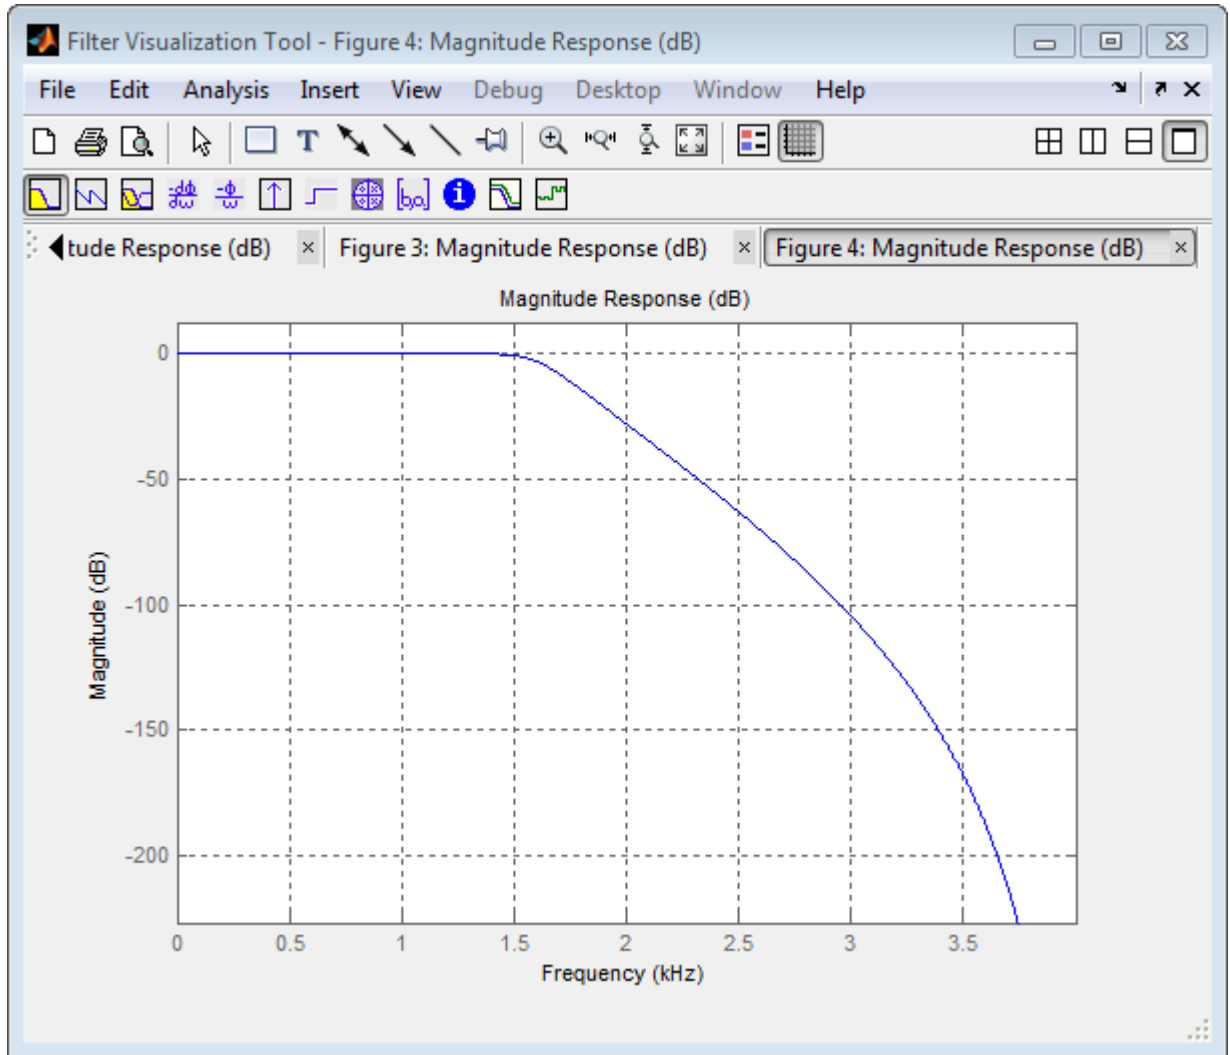 Filter Visualization Tool - Figure 4: Magnitude Response (dB)
File Edit Analysis Insert View Debug Desktop Window Help
T
[b,a] i
tude Response (dB) × Figure 3: Magnitude Response (dB) × Figure 4: Magnitude Response (dB) ×
Magnitude Response (dB)
0
-50
-100
-150
-200
Magnitude (dB)
0 0.5 1 1.5 2 2.5 3 3.5
Frequency (kHz)